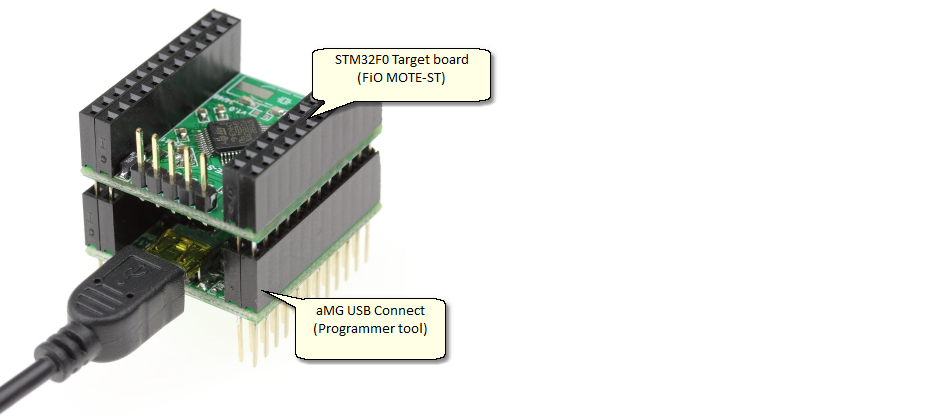 STM32F0 Target board
(FiO MOTE-ST)
aMG USB Connect
(Programmer tool)